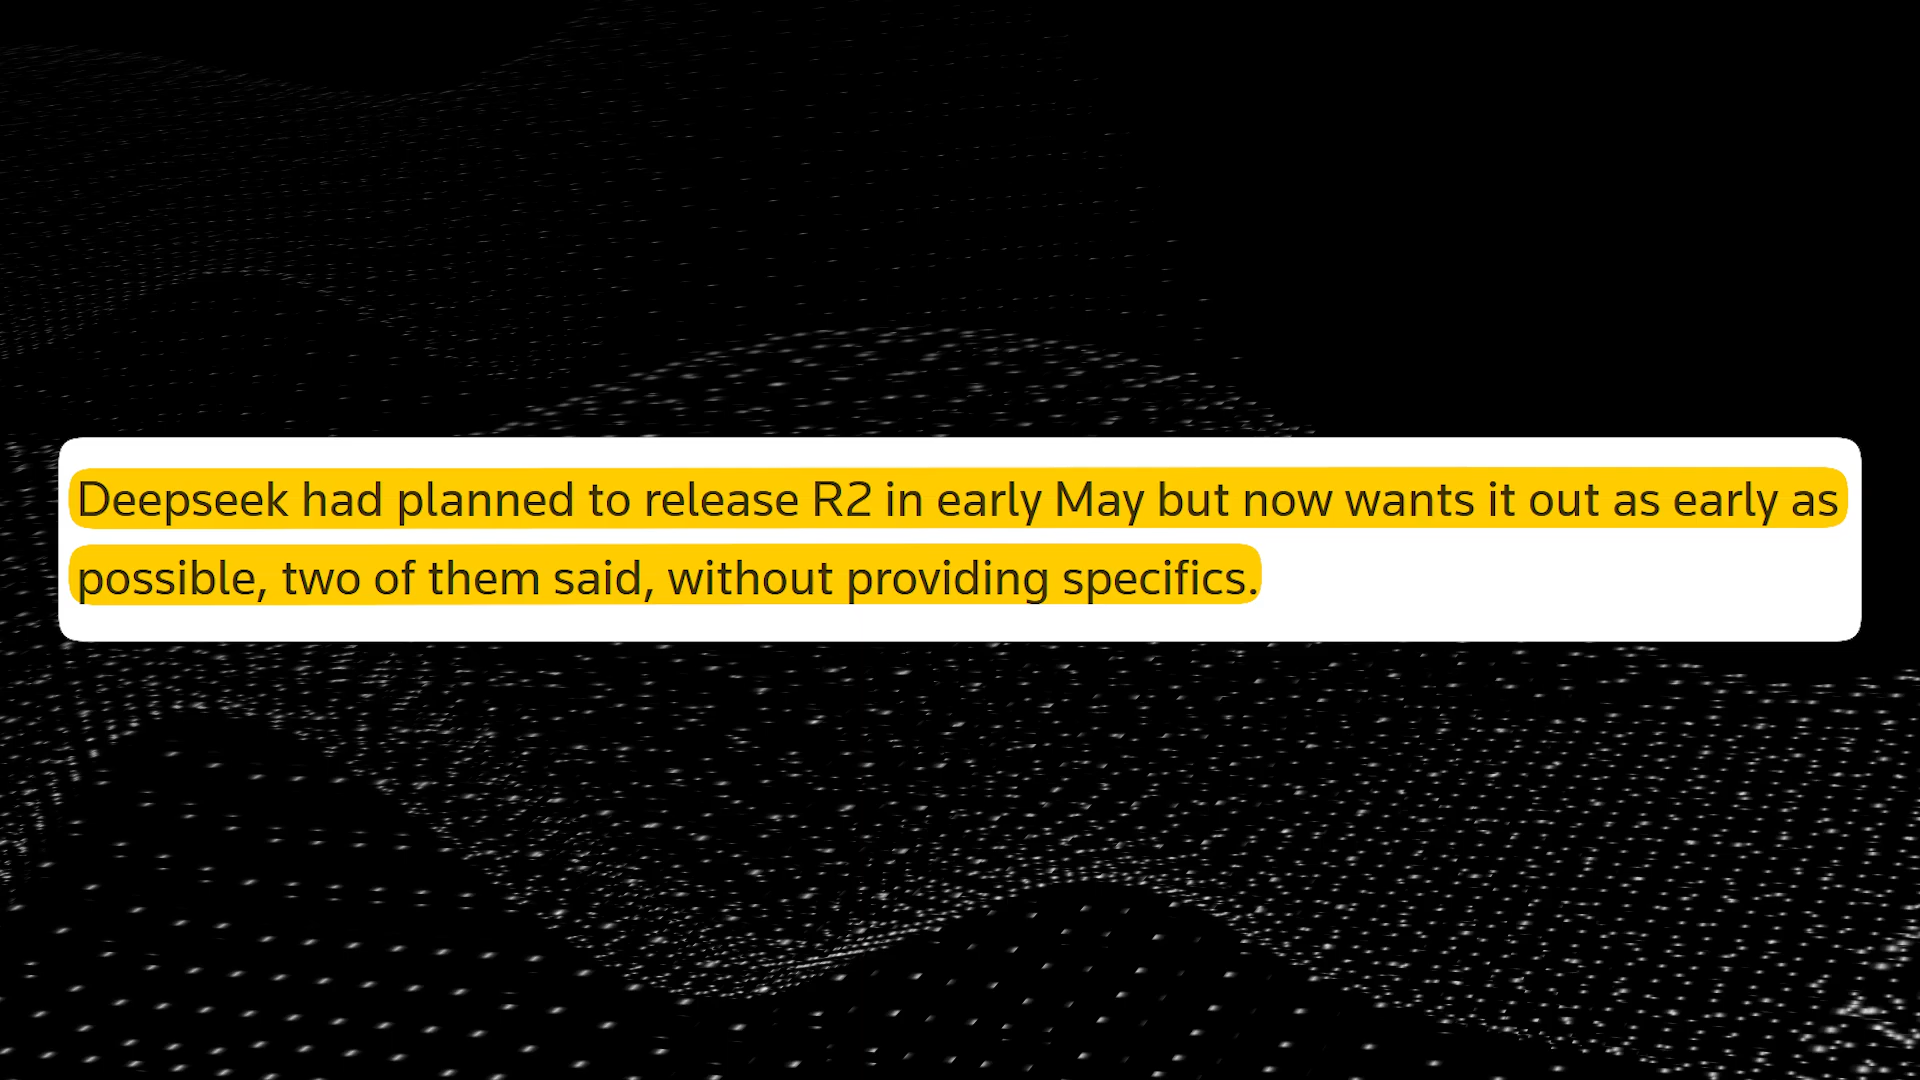 Deepseek had planned to release R2 in early May but now wants it out as early as
possible, two of them said, without providing specifics.